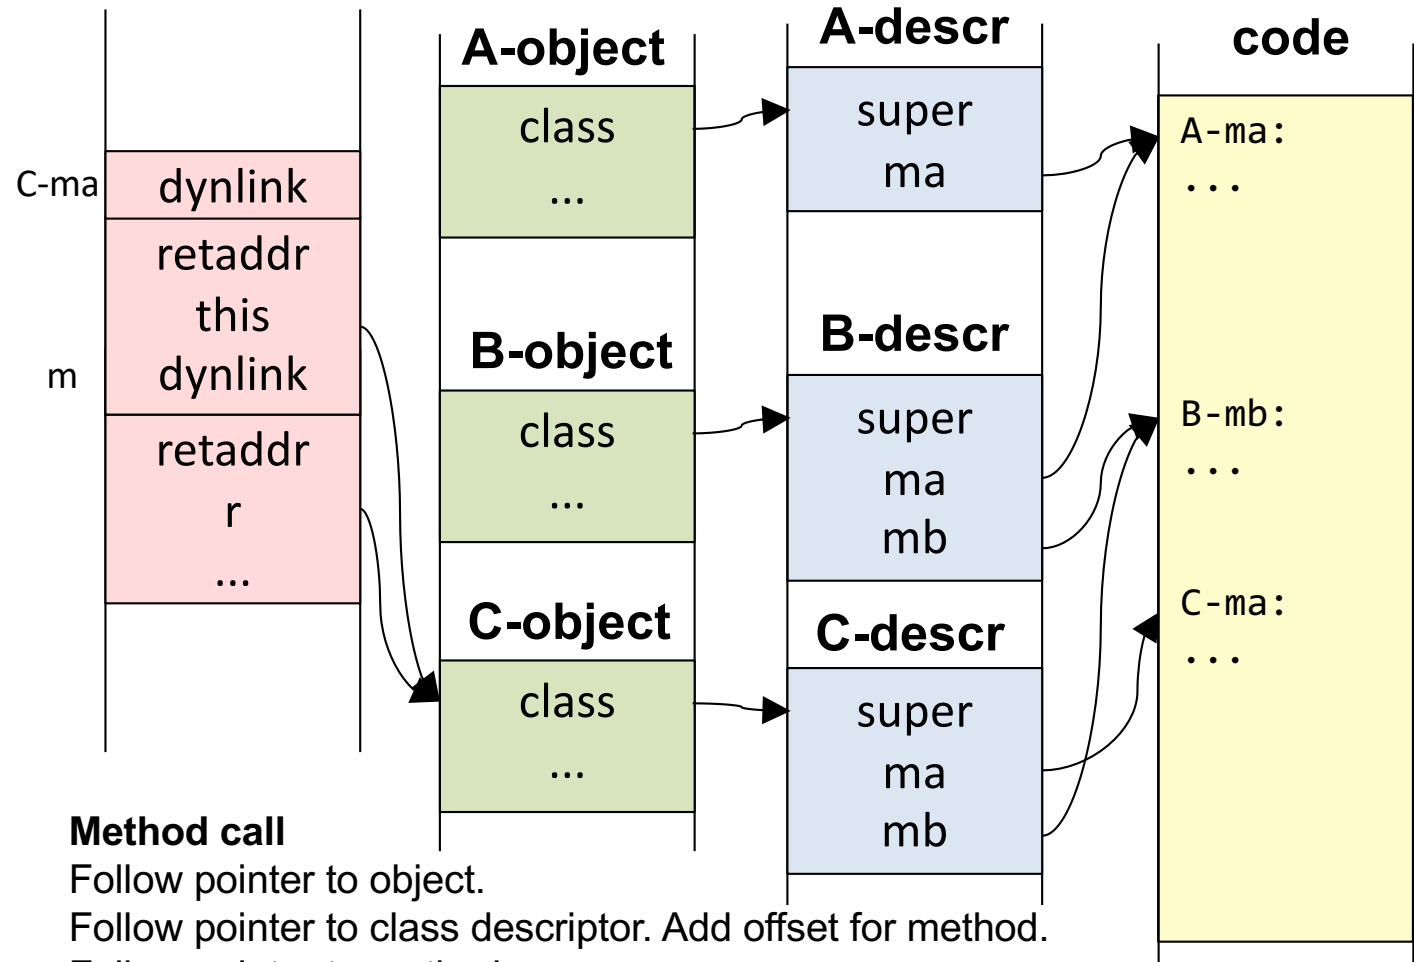 C-ma
dynlink
retaddr
this
m
dynlink
retaddr
r
...
A-object
class
...
B-object
class
...
C-object
class
...
A-descr
super
ma
B-descr
super
ma
mb
C-descr
super
ma
mb
code
A-ma:
...
B-mb:
...
C-ma:
...
Method call
Follow pointer to object.
Follow pointer to class descriptor. Add offset for method.